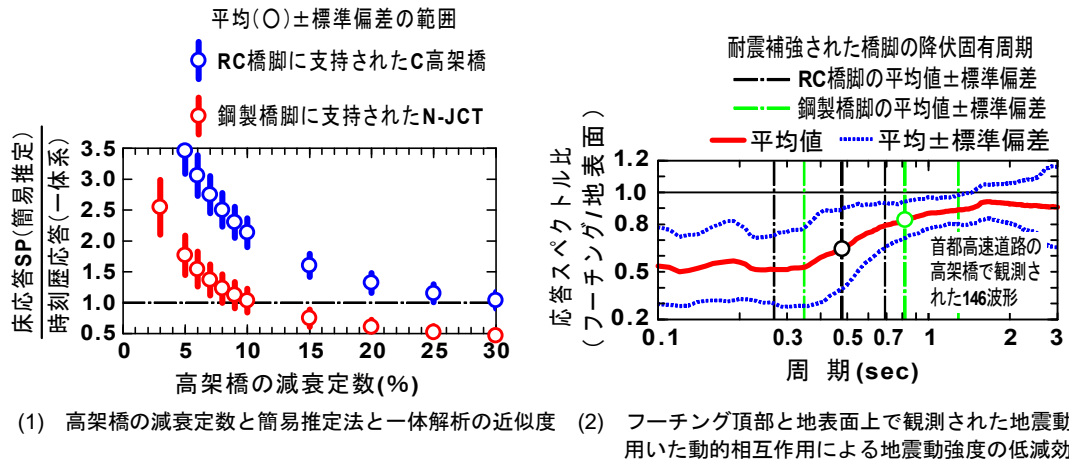 平均(○)±標準偏差の範囲
RC橋脚に支持されたC高架橋
鋼製橋脚に支持されたN-JCT
床応答SP(簡易推定)
時刻歴応答(一体系)
3.5
3.0
2.5
2.0
1.5
1.0
0.5
0 5 10 15 20 25 30
高架橋の減衰定数(%)
(1) 高架橋の減衰定数と簡易推定法と一体解析の近似度
耐震補強された橋脚の降伏固有周期
RC橋脚の平均値±標準偏差
鋼製橋脚の平均値±標準偏差
平均値 平均±標準偏差
応答スペクトル比
(フーチング/地表面)
1.2
1.0
0.8
0.5
0.2
首都高速道路の
高架橋で観測さ
れた146波形
0.1 0.3 0.5 0.7 1 3
周期(sec)
(2) フーチング頂部と地表面上で観測された地震動
用いた動的相互作用による地震動強度の低減効